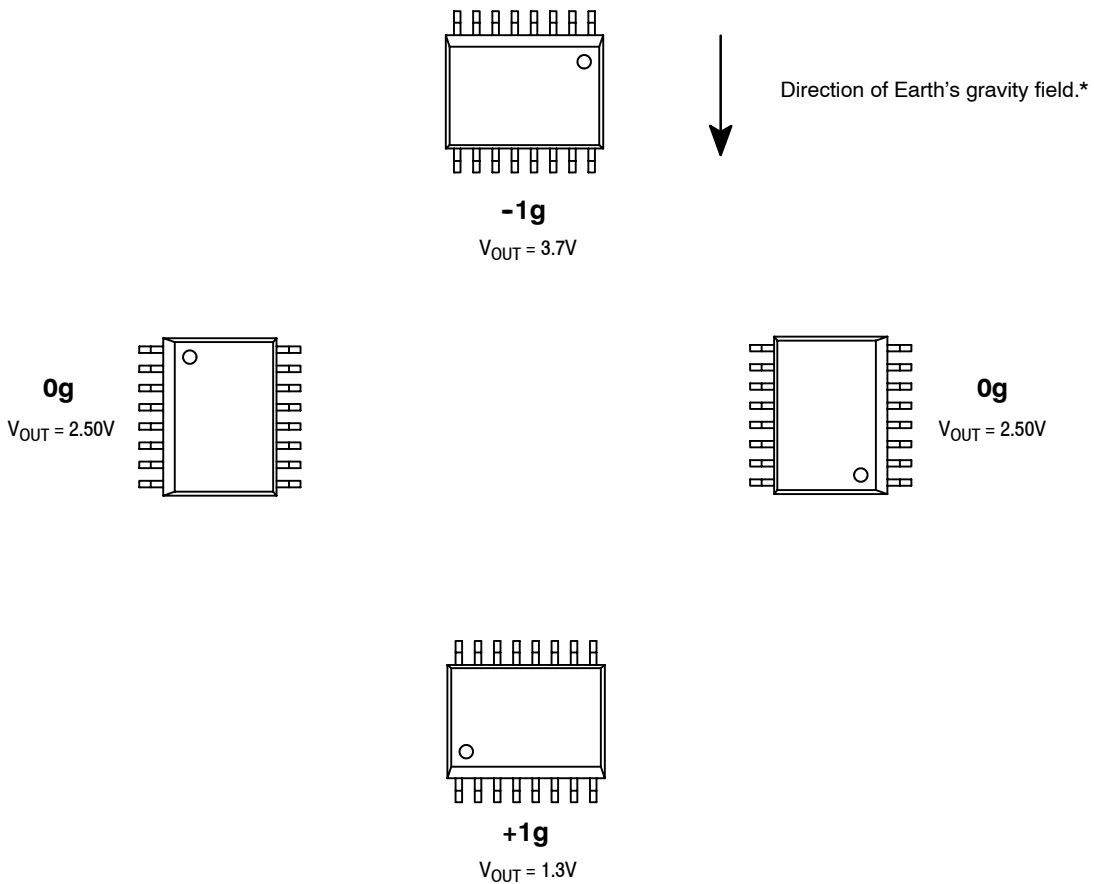 Direction of Earth's gravity field.*
-1g
VOUT = 3.7V
0g
VOUT = 2.50V
0g
VOUT = 2.50V
+1g
VOUT = 1.3V